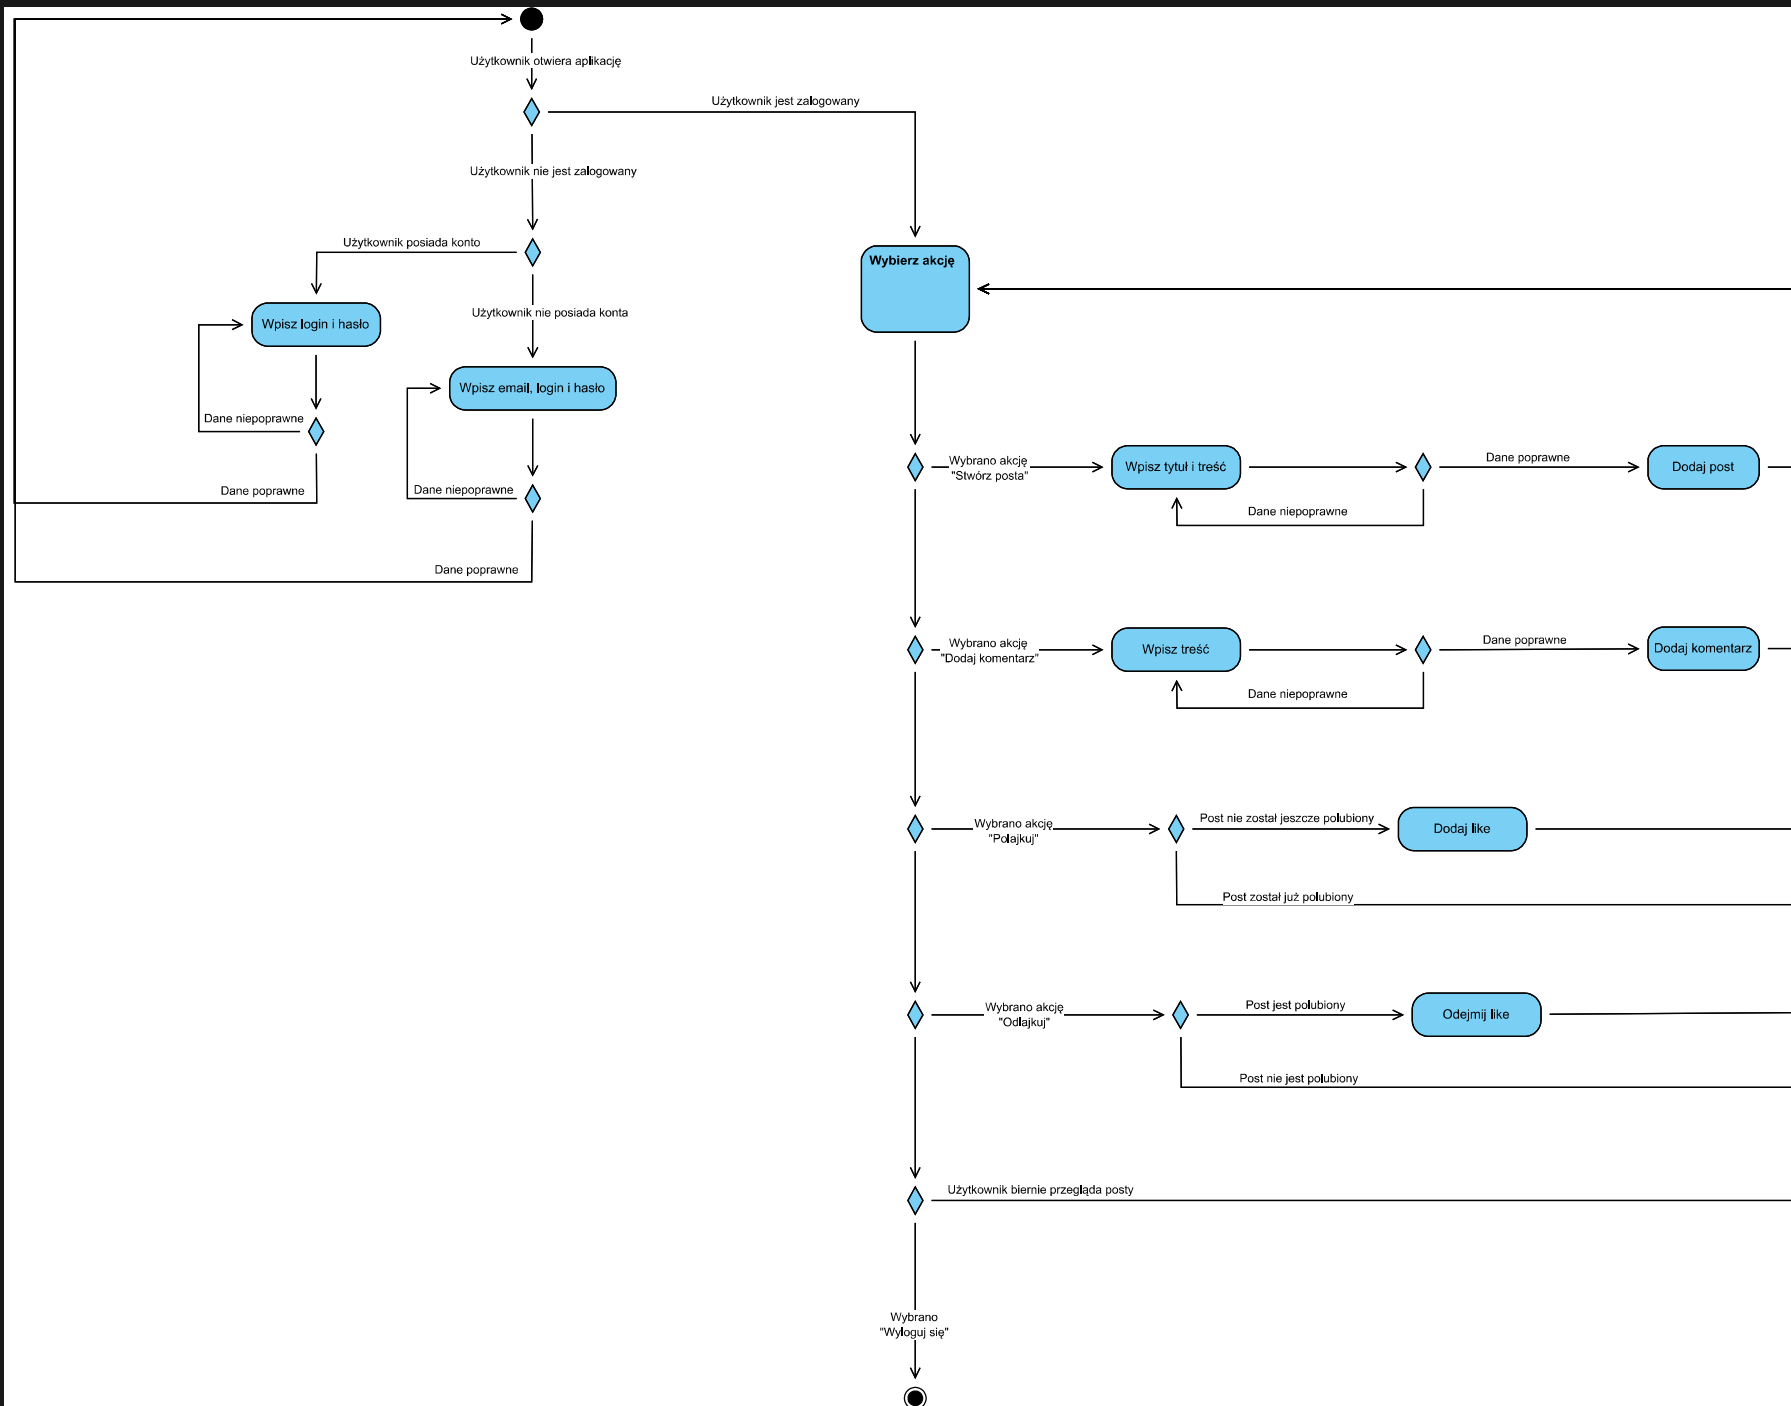 Użytkownik otwiera aplikację
Użytkownik jest zalogowany
Użytkownik nie jest zalogowany
Użytkownik posiada konto
Wybierz akcję
Użytkownik nie posiada konta
Wpisz login i hasło
Wpisz email, login i hasło
Dane niepoprawne
Dane poprawne
Dane niepoprawne
Dane poprawne
Wybrano akcję
"Stwórz posta"
Wpisz tytuł i treść
Dane poprawne
Dodaj post
Dane niepoprawne
Wybrano akcję
"Dodaj komentarz"
Wpisz treść
Dane poprawne
Dodaj komentarz
Dane niepoprawne
Wybrano akcję
"Polajkuj"
Post nie został jeszcze polubiony
Dodaj like
Post został już polubiony
Wybrano akcję
"Odlajkuj"
Post jest polubiony
Odejmij like
Post nie jest polubiony
Użytkownik biernie przegląda posty
Wybrano
"Wyloguj się"